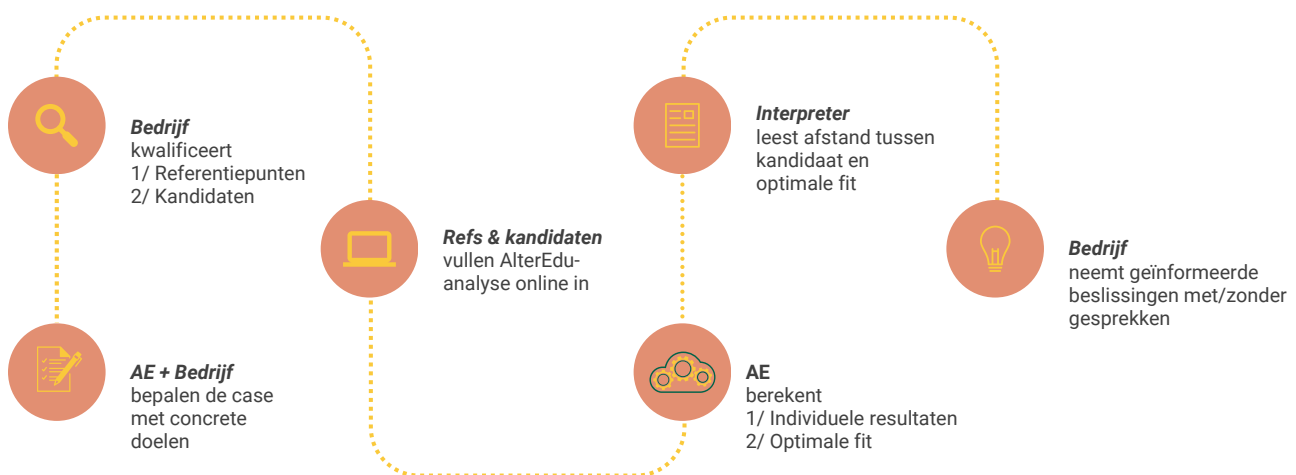 Bedrijf
kwalificeert
1/ Referentiepunten
2/ Kandidaten
AE + Bedrijf
bepalen de case
met concrete
doelen
Refs & kandidaten
vullen AlterEdu-
analyse online in
Interpreter
leest afstand tussen
kandidaat en
optimale fit
AE
berekent
1/ Individuele resultaten
2/ Optimale fit
Bedrijf
neemt geïnformeerde
beslissingen met/zonder
gesprekken